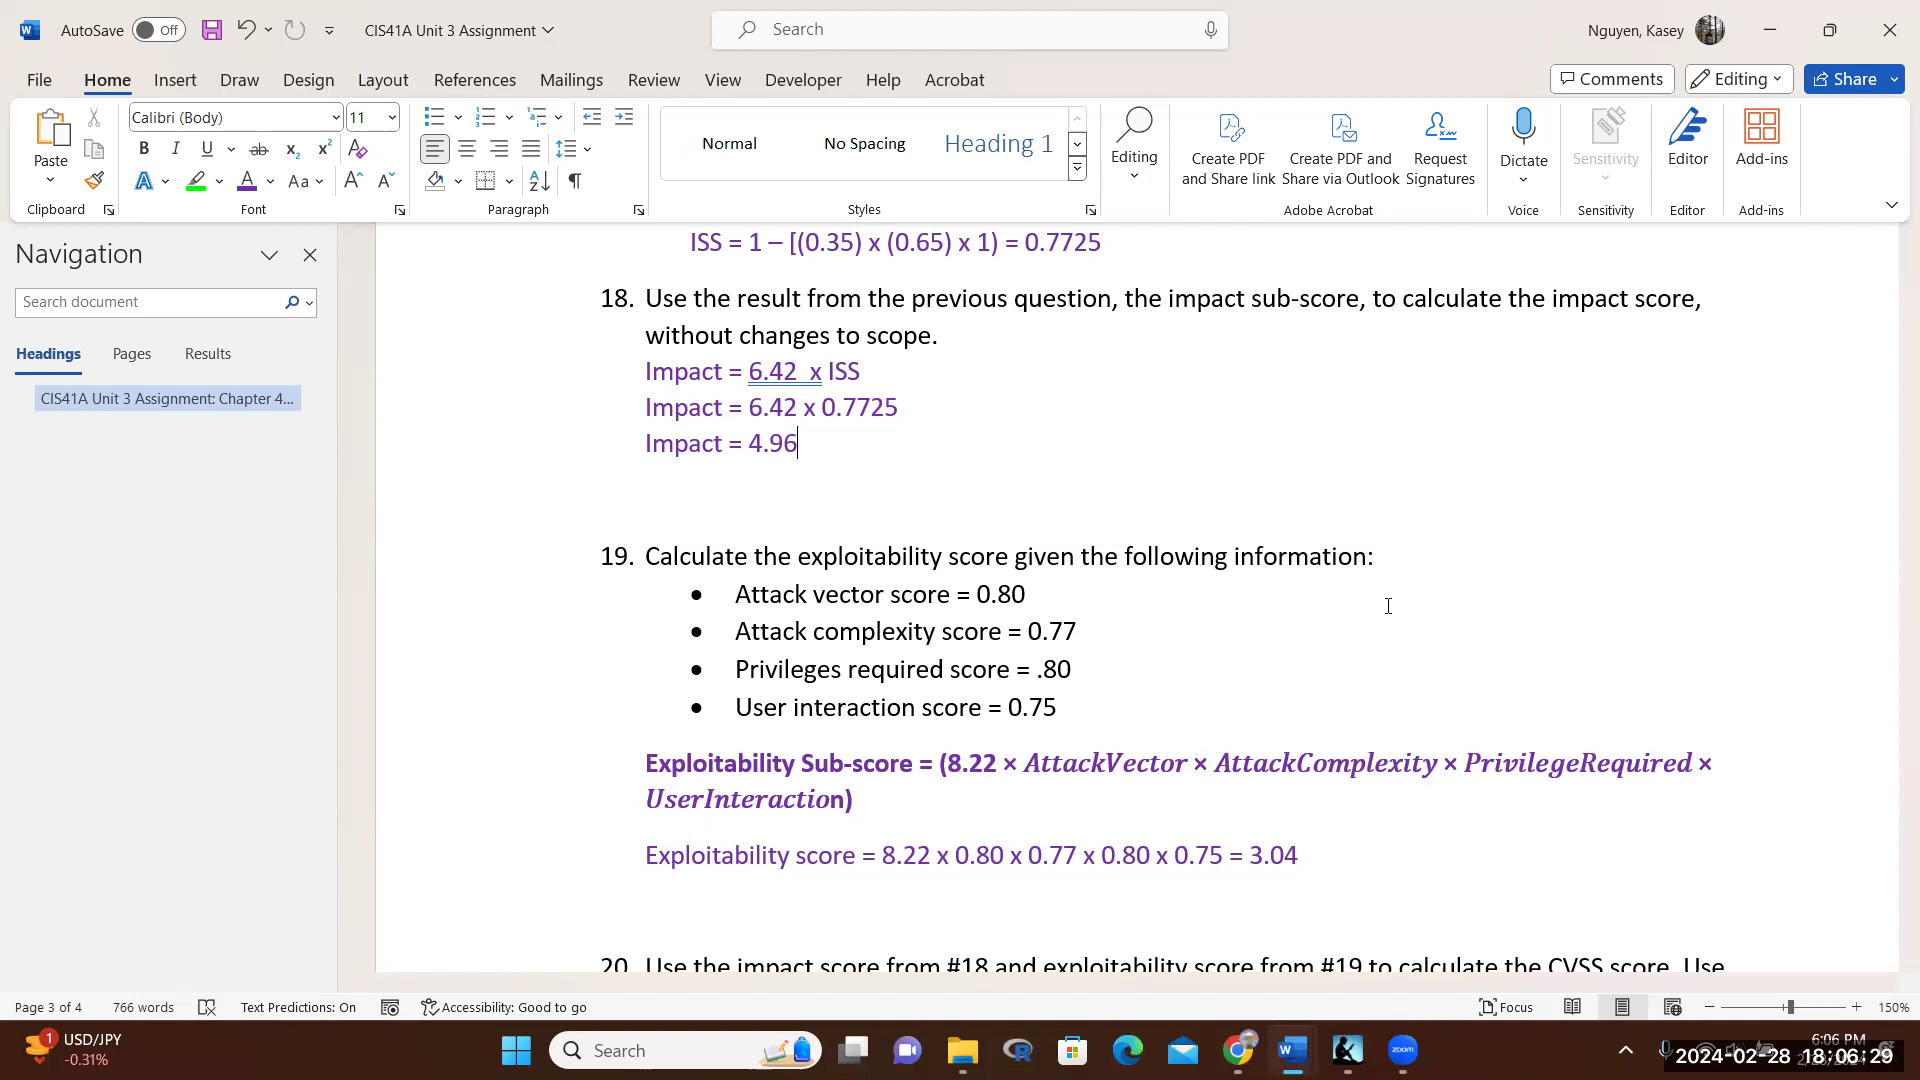 AutoSave Off CIS41A Unit 3 Assignment Search Nguyen, Kasey
File Home Insert Draw Design Layout References Mailings Review View Developer Help Acrobat Comments Editing Share
Calibri (Body) 11
Paste
Normal No Spacing Heading 1
Editing
Create PDF and Share link
Create PDF and Share via Outlook
Request Signatures
Dictate
Sensitivity
Editor
Add-ins
Clipboard Font Paragraph Styles Adobe Acrobat Voice Sensitivity Editor Add-ins
Navigation
Search document
Headings Pages Results
CIS41A Unit 3 Assignment: Chapter 4...
ISS = 1 – [(0.35) x (0.65) x 1) = 0.7725
18. Use the result from the previous question, the impact sub-score, to calculate the impact score,
without changes to scope.
Impact = 6.42 x ISS
Impact = 6.42 x 0.7725
Impact = 4.96
19. Calculate the exploitability score given the following information:
• Attack vector score = 0.80
• Attack complexity score = 0.77
• Privileges required score = .80
• User interaction score = 0.75
Exploitability Sub-score = (8.22 × AttackVector × AttackComplexity × PrivilegeRequired ×
UserInteraction)
Exploitability score = 8.22 x 0.80 x 0.77 x 0.80 x 0.75 = 3.04
20. Use the impact score from #18 and exploitability score from #19 to calculate the CVSS score. Use
Page 3 of 4 766 words Text Predictions: On Accessibility: Good to go Focus 150%
1 USD/JPY
-0.31%
Search
zoom
6:06 PM
2024-02-28 18:06:29